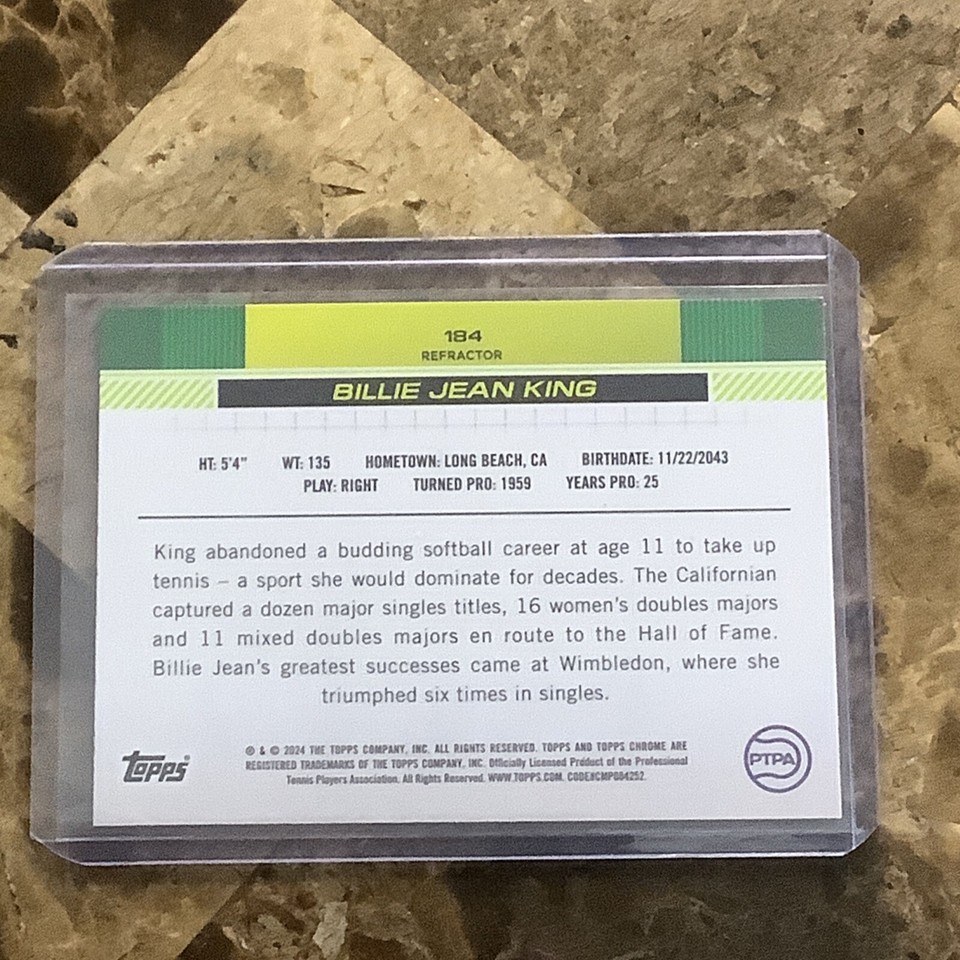 184
REFRACTOR
BILLIE JEAN KING
HT: 5'4" WT: 135 HOMETOWN: LONG BEACH, CA BIRTHDATE: 11/22/2043
PLAY: RIGHT TURNED PRO: 1959 YEARS PRO: 25
King abandoned a budding softball career at age 11 to take up
tennis – a sport she would dominate for decades. The Californian
captured a dozen major singles titles, 16 women's doubles majors
and 11 mixed doubles majors en route to the Hall of Fame.
Billie Jean's greatest successes came at Wimbledon, where she
triumphed six times in singles.
Topps®
® & © 2024 THE TOPPS COMPANY, INC. ALL RIGHTS RESERVED. TOPPS AND TOPPS CHROME ARE
REGISTERED TRADEMARKS OF THE TOPPS COMPANY, INC. Officially Licensed Product of the Professional
Tennis Players Association. All Rights Reserved. WWW.TOPPS.COM. CODE#CMP084252.
PTPA